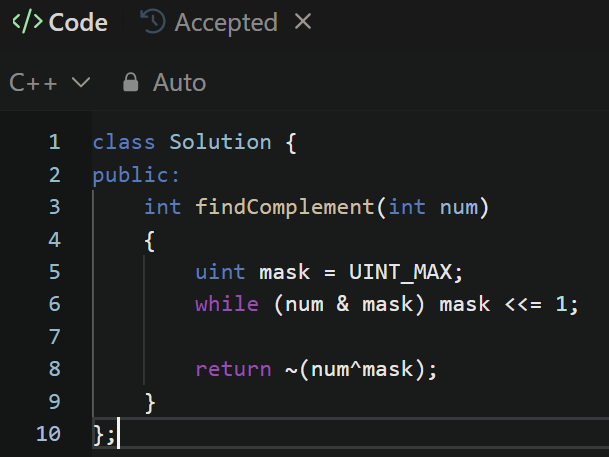 </> Code Accepted ×
C++ Auto
1 class Solution {
2 public:
3     int findComplement(int num)
4     {
5         uint mask = UINT_MAX;
6         while (num & mask) mask <<= 1;
7
8         return ~(num^mask);
9     }
10 };